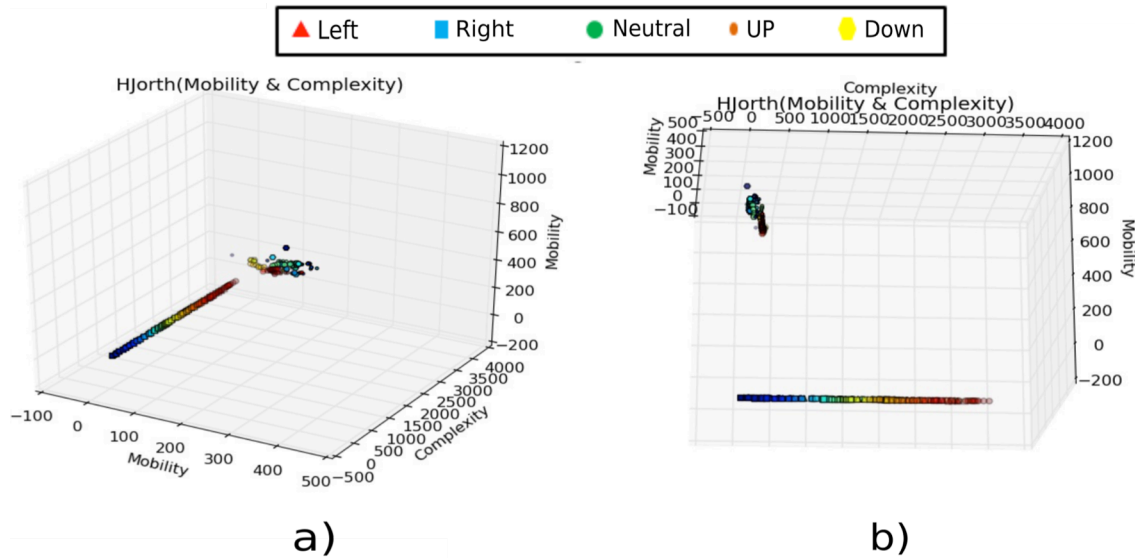 Left Right Neutral UP Down
HJorth(Mobility & Complexity)
1200
1000
800
600
400
200
0
−200
Mobility
−100 0 100 200 300 400 500
Mobility
−500 0 500 1000 1500 2000 2500 3000 3500 4000
Complexity
a)
Complexity
HJorth(Mobility & Complexity)
−500 0 500 1000 1500 2000 2500 3000 3500 4000
500
400
300
200
100
0
−100
Mobility
1200
1000
800
600
400
200
0
−200
Mobility
b)